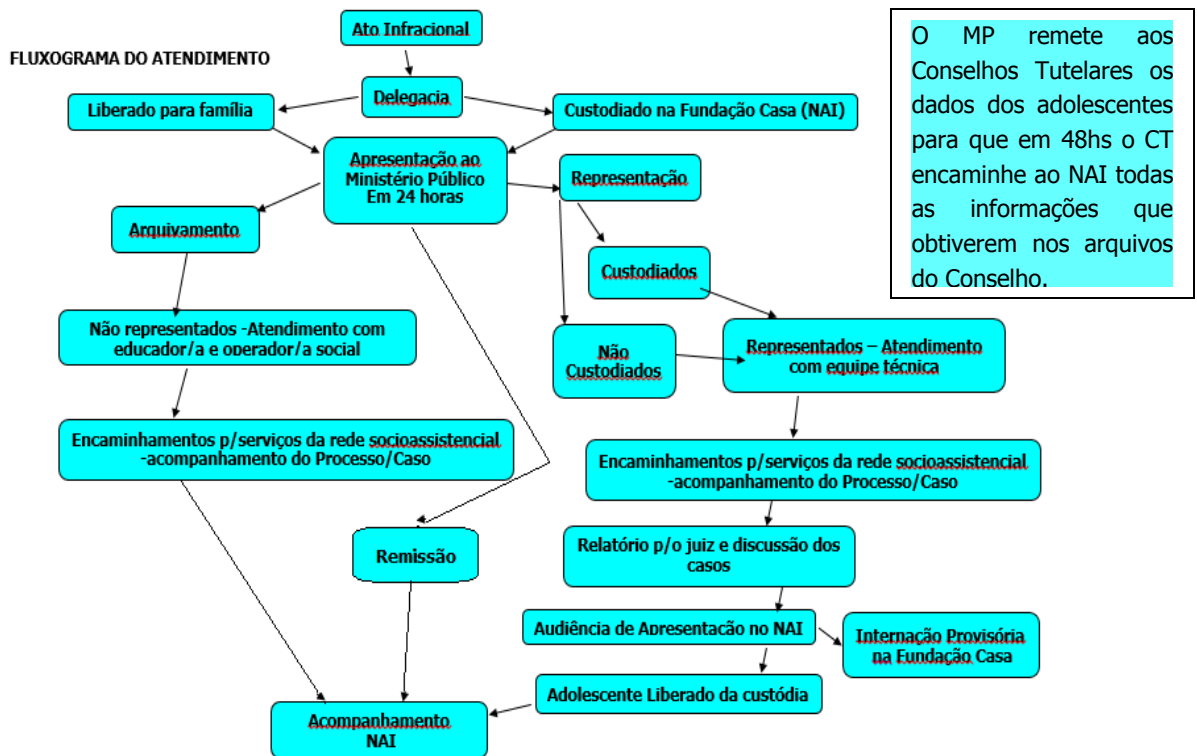 Ato Infracional
FLUXOGRAMA DO ATENDIMENTO
Delegacia
Liberado para família
Custodiado na Fundação Casa (NAI)
Apresentação ao
Ministério Público
Em 24 horas
Representação
Arquivamento
Custodiados
Não representados -Atendimento com
educador/a e operador/a social
Não
Custodiados
Representados – Atendimento
com equipe técnica
Encaminhamentos p/serviços da rede socioassistencial
-acompanhamento do Processo/Caso
Encaminhamentos p/serviços da rede socioassistencial
-acompanhamento do Processo/Caso
Remissão
Relatório p/o juiz e discussão dos
casos
Audiência de Apresentação no NAI
Internação Provisória
na Fundação Casa
Adolescente Liberado da custódia
Acompanhamento
NAI
O MP remete aos
Conselhos Tutelares os
dados dos adolescentes
para que em 48hs o CT
encaminhe ao NAI todas
as informações que
obtiverem nos arquivos
do Conselho.